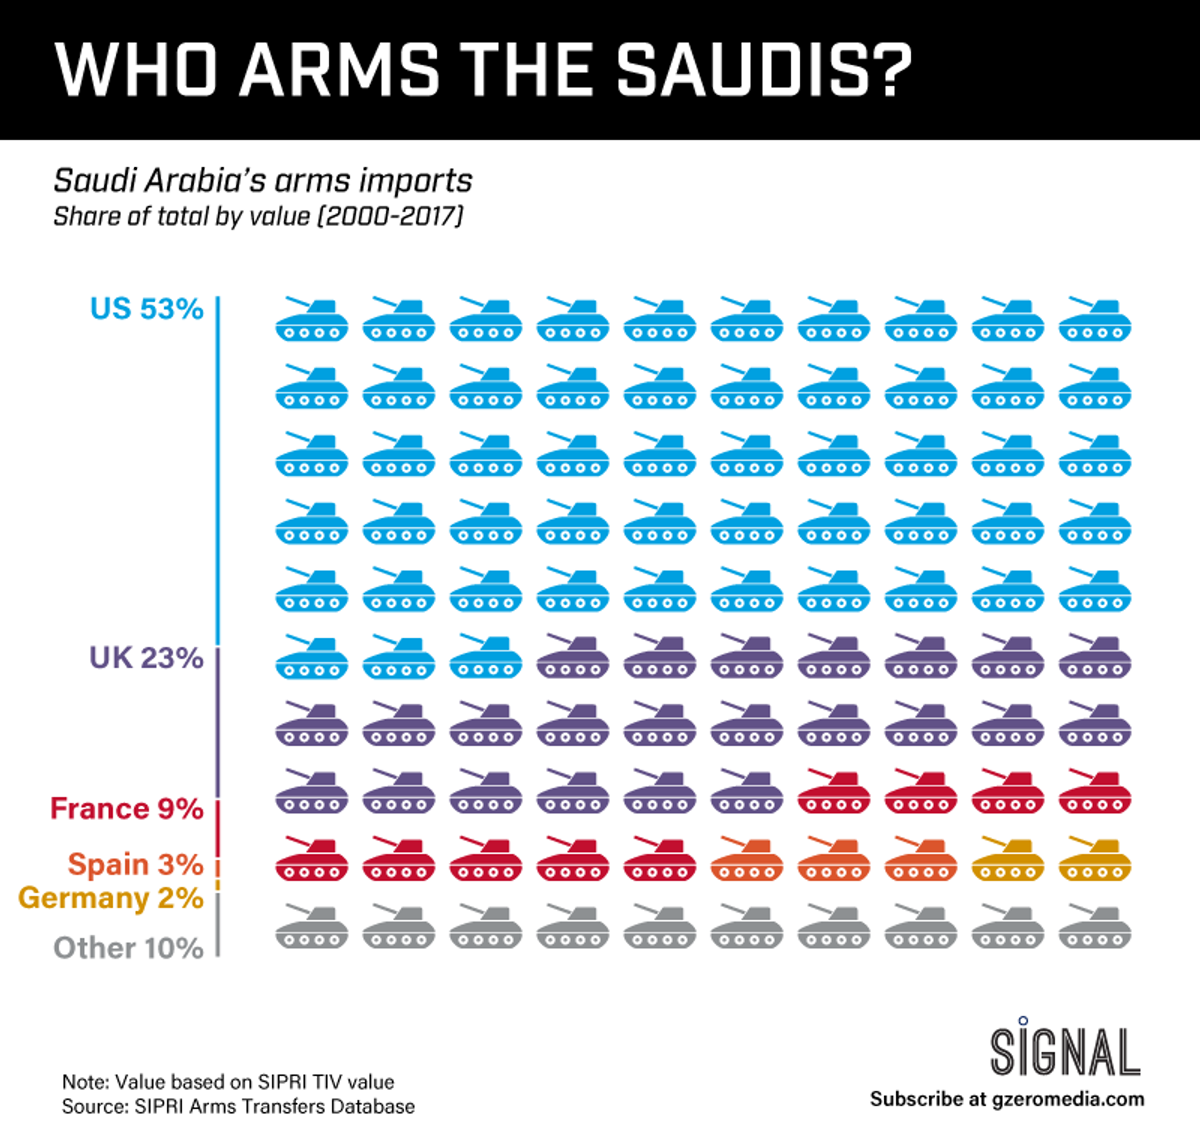 WHO ARMS THE SAUDIS?
Saudi Arabia's arms imports
Share of total by value (2000-2017)
US 53%
UK 23%
France 9%
Spain 3%
Germany 2%
Other 10%
Note: Value based on SIPRI TIV value
Source: SIPRI Arms Transfers Database
SIGNAL
Subscribe at gzeromedia.com